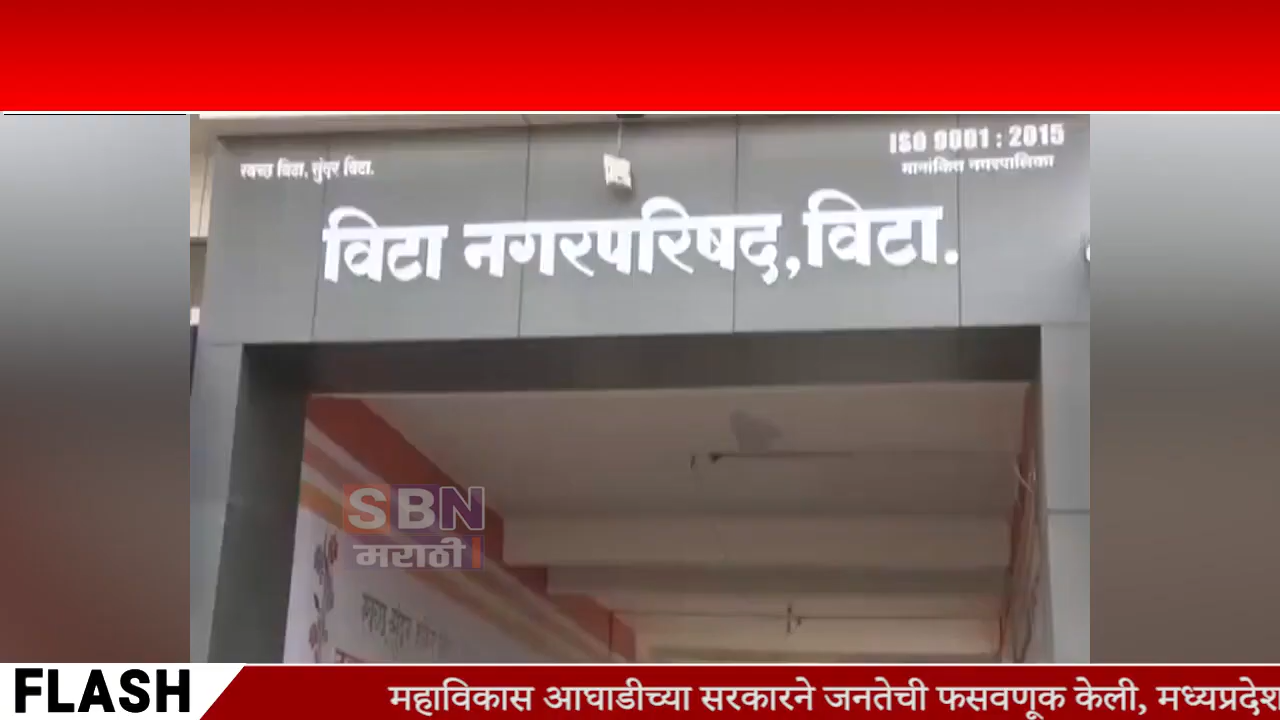 स्वच्छ विटा, सुंदर विटा.
ISO 9001 : 2015
मानांकित नगरपालिका
विटा नगरपरिषद,विटा.
SBN
मराठी
FLASH
महाविकास आघाडीच्या सरकारने जनतेची फसवणूक केली, मध्यप्रदेश